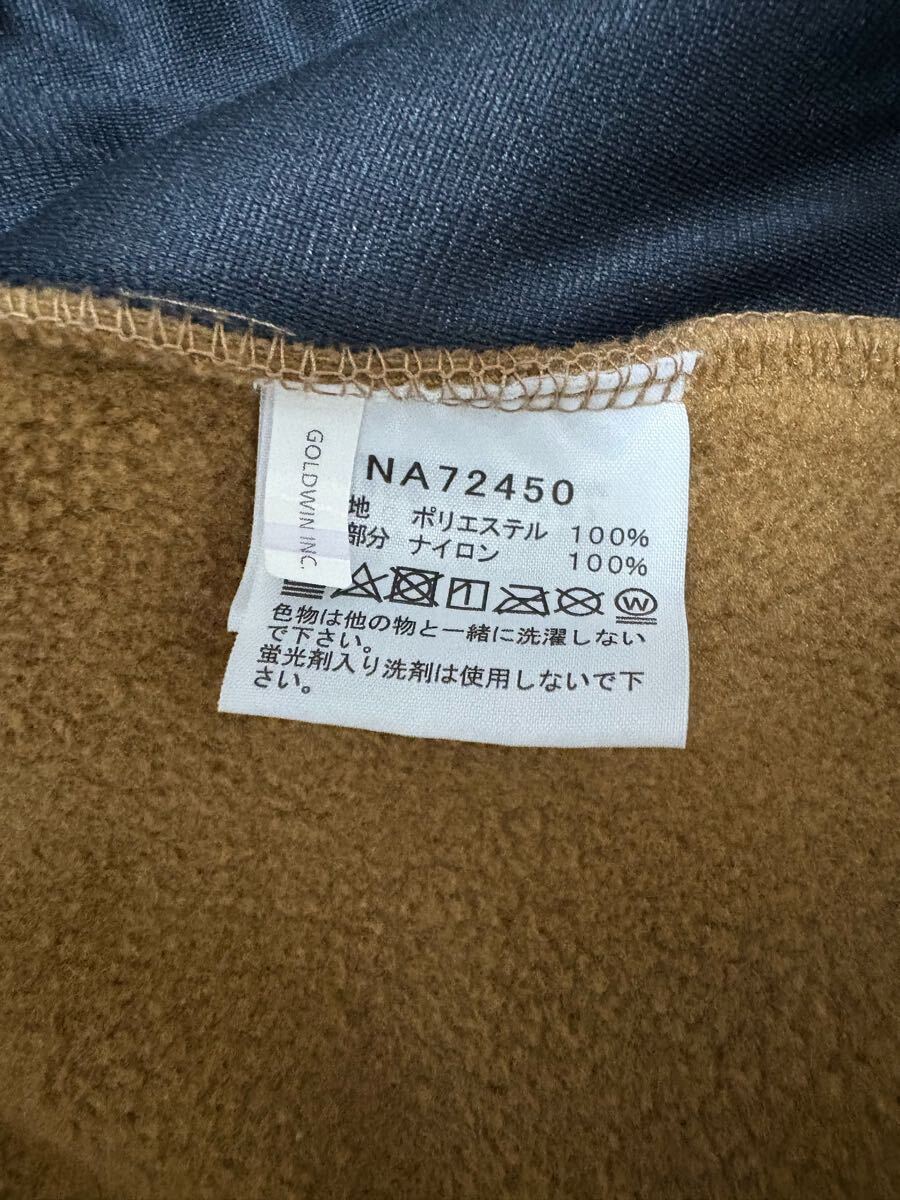 GOLDWIN INC.
NA72450
地 ポリエステル 100%
部分 ナイロン 100%
W
色物は他の物と一緒に洗濯しない
で下さい。
蛍光剤入り洗剤は使用しないで下
さい。